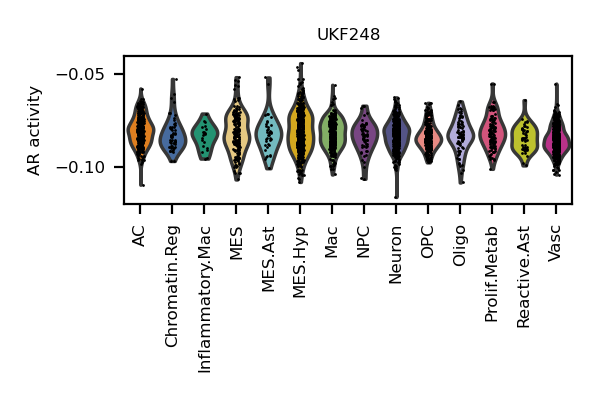 UKF248
AR activity
−0.05
−0.10
AC
Chromatin.Reg
Inflammatory.Mac
MES
MES.Ast
MES.Hyp
Mac
NPC
Neuron
OPC
Oligo
Prolif.Metab
Reactive.Ast
Vasc